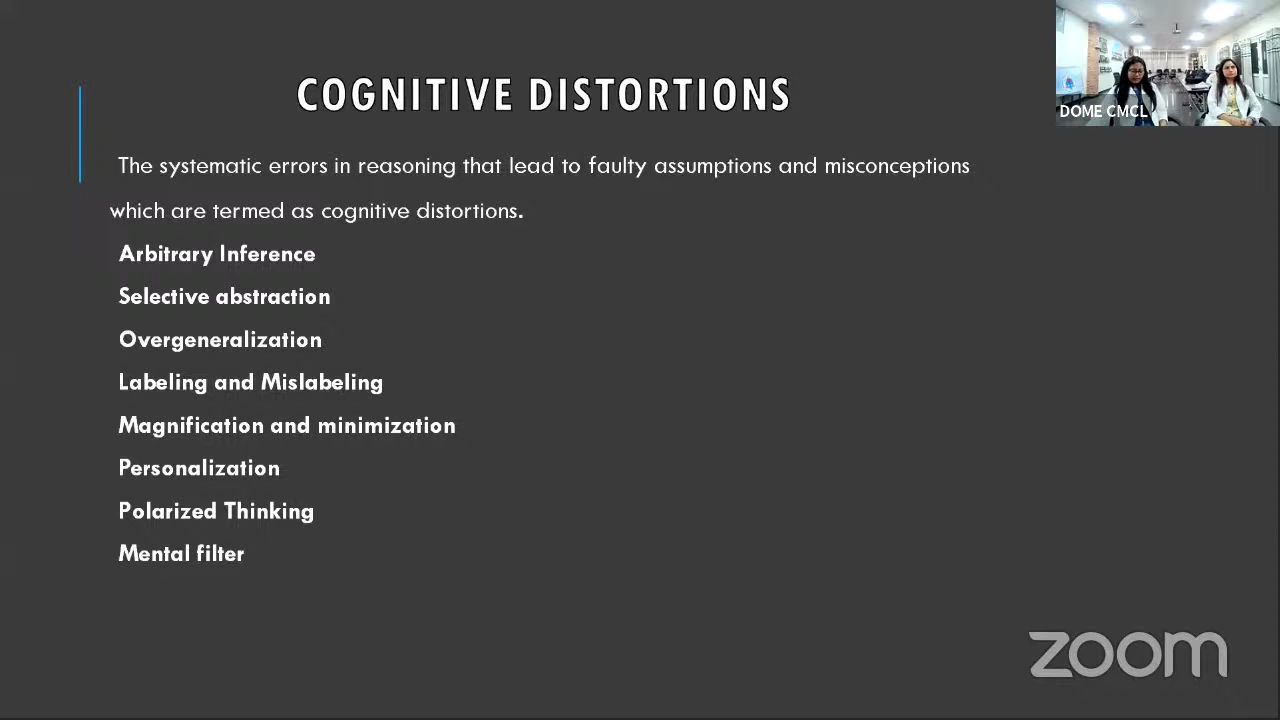 COGNITIVE DISTORTIONS
DOME CMCL
The systematic errors in reasoning that lead to faulty assumptions and misconceptions
which are termed as cognitive distortions.
Arbitrary Inference
Selective abstraction
Overgeneralization
Labeling and Mislabeling
Magnification and minimization
Personalization
Polarized Thinking
Mental filter
zoom